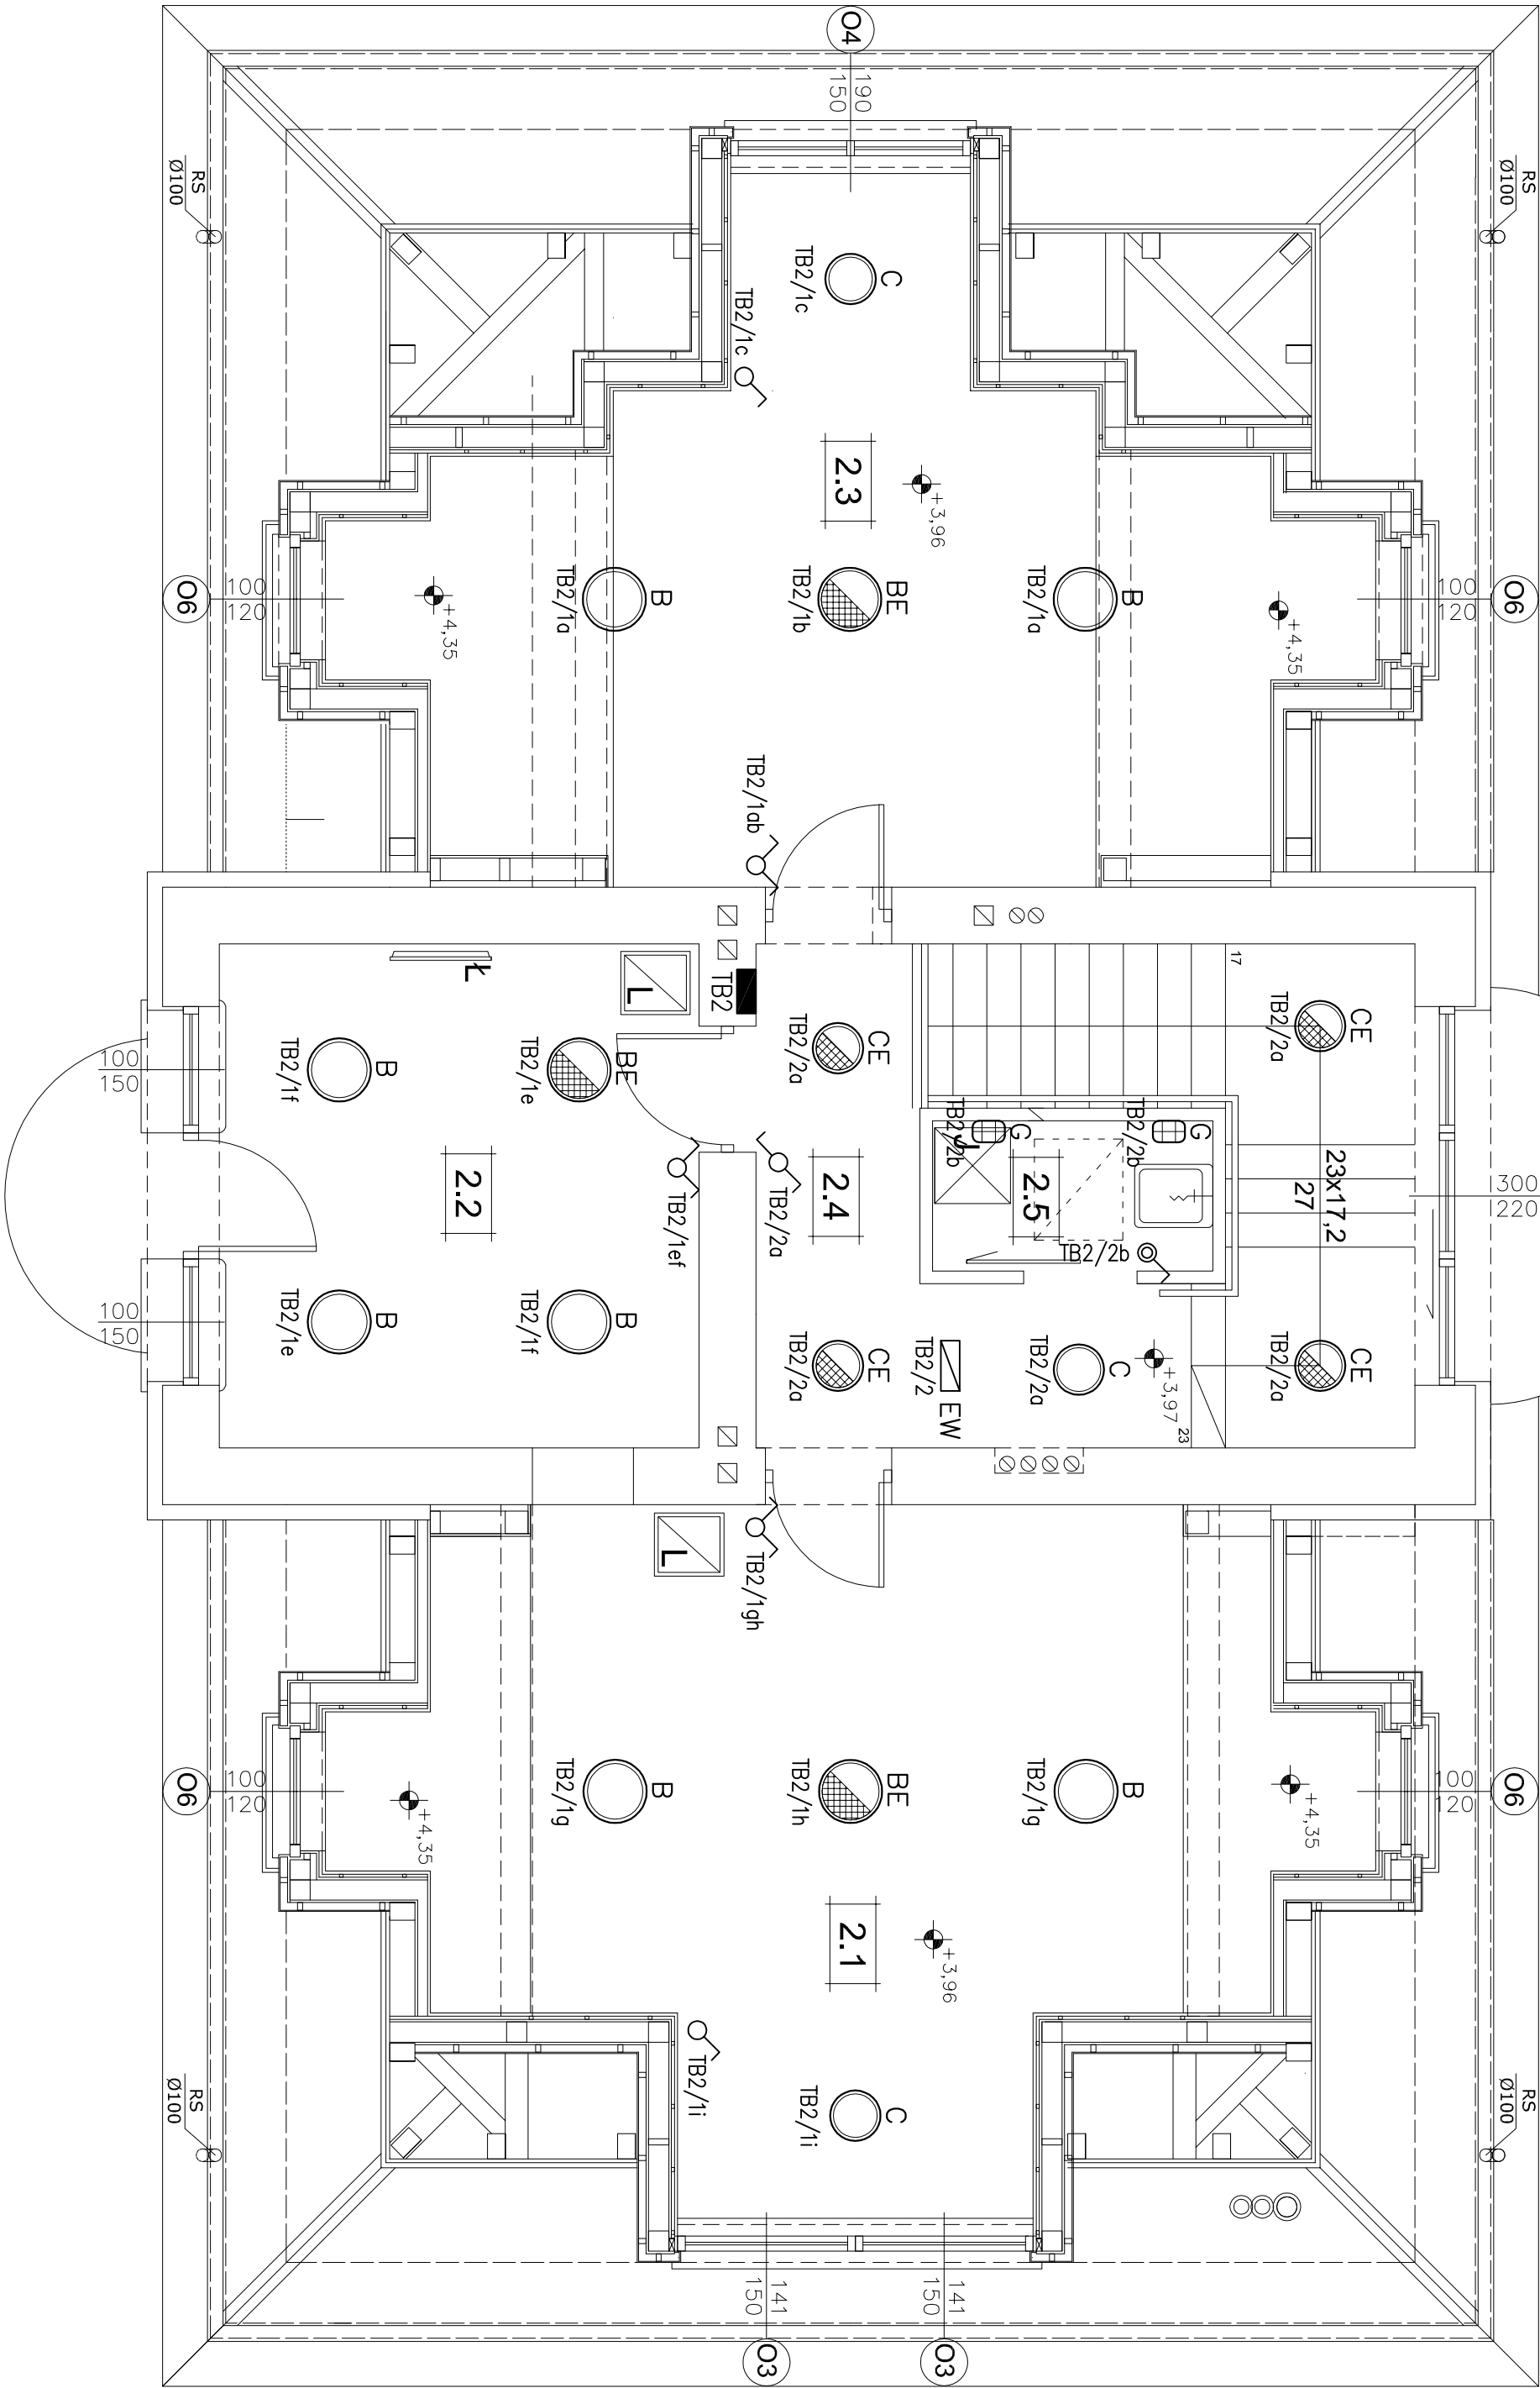 O4
190
150
RS
Ø100
RS
Ø100
C
TB2/1c
TB2/1c
2.3
+3,96
O6
100
120
+4,35
B
TB2/1a
BE
TB2/1b
B
TB2/1a
+4,35
100
120
O6
TB2/1ab
17
Ł
L
TB2
CE
TB2/2a
CE
TB2/2a
100
150
B
TB2/1f
BE
TB2/1e
TB2/2b
G
J
TB2/2b
G
2.2
2.4
2.5
23x17,2
27
300
220
TB2/1ef
TB2/2a
TB2/2b
100
150
B
TB2/1e
B
TB2/1f
CE
TB2/2a
TB2/2
EW
C
TB2/2a
+3,97
23
CE
TB2/2a
L
TB2/1gh
O6
100
120
+4,35
B
TB2/1g
BE
TB2/1h
B
TB2/1g
+4,35
100
120
O6
2.1
+3,96
TB2/1i
C
TB2/1i
RS
Ø100
RS
Ø100
141
150
O3
141
150
O3